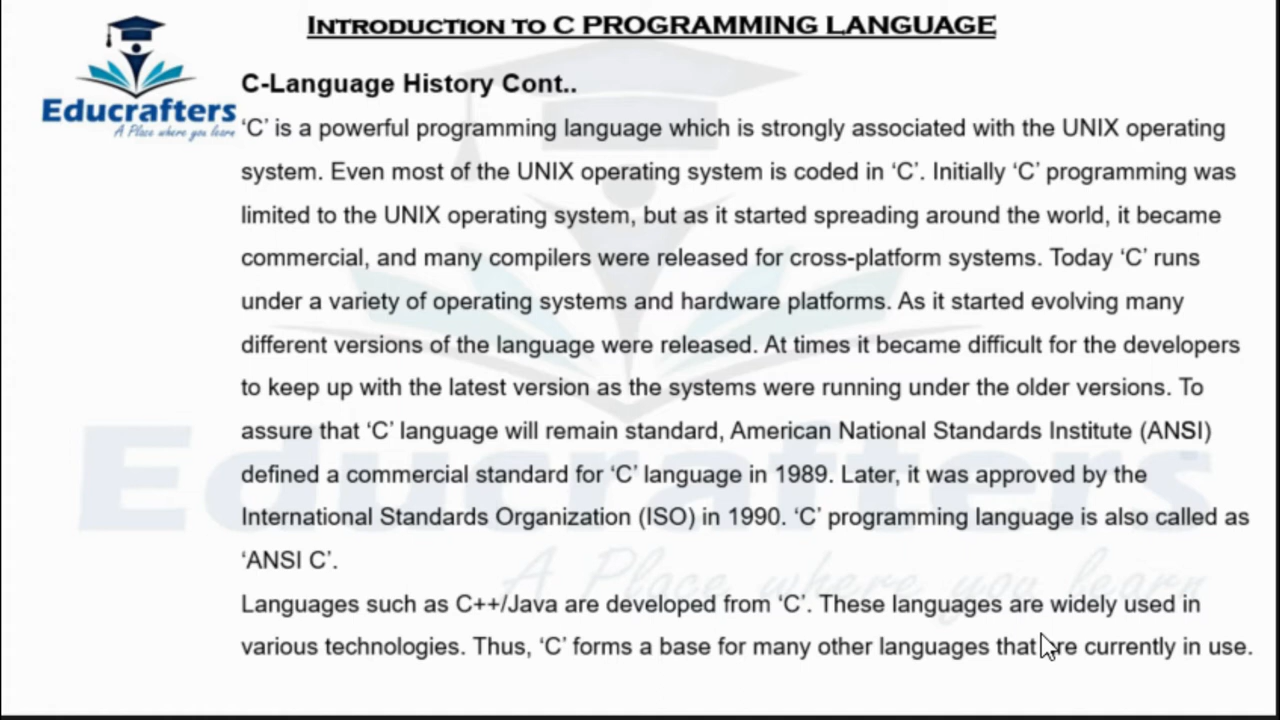 INTRODUCTION TO C PROGRAMMING LANGUAGE
Educrafters
A Place where you learn
C-Language History Cont..
‘C’ is a powerful programming language which is strongly associated with the UNIX operating
system. Even most of the UNIX operating system is coded in ‘C’. Initially ‘C’ programming was
limited to the UNIX operating system, but as it started spreading around the world, it became
commercial, and many compilers were released for cross-platform systems. Today ‘C’ runs
under a variety of operating systems and hardware platforms. As it started evolving many
different versions of the language were released. At times it became difficult for the developers
to keep up with the latest version as the systems were running under the older versions. To
assure that ‘C’ language will remain standard, American National Standards Institute (ANSI)
defined a commercial standard for ‘C’ language in 1989. Later, it was approved by the
International Standards Organization (ISO) in 1990. ‘C’ programming language is also called as
‘ANSI C’.
Languages such as C++/Java are developed from ‘C’. These languages are widely used in
various technologies. Thus, ‘C’ forms a base for many other languages that are currently in use.
Educrafters
A Place where you learn